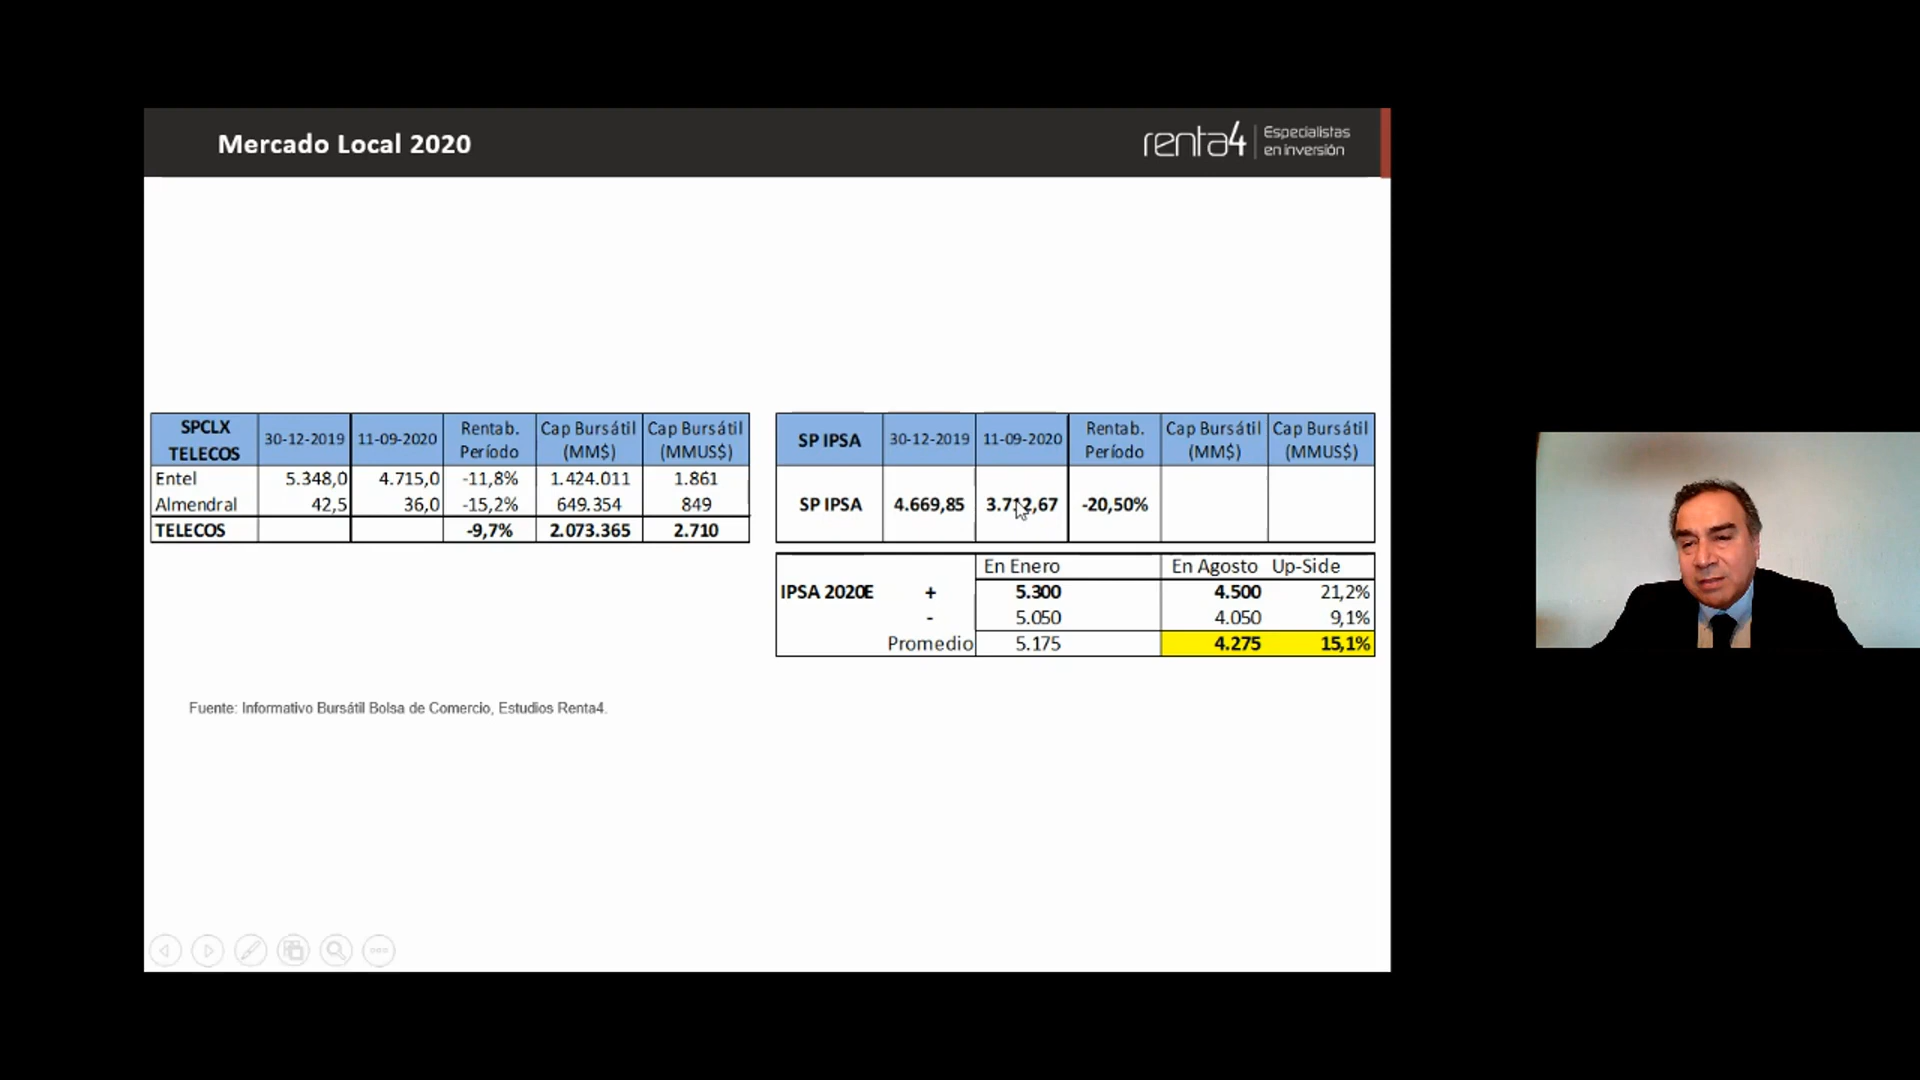 Mercado Local 2020
renta4 Especialistas
en inversión
SPCLX TELECOS 30-12-2019 11-09-2020 Rentab. Período Cap Bursátil (MM$) Cap Bursátil (MMUS$)
Entel 5.348,0 4.715,0 -11,8% 1.424.011 1.861
Almendral 42,5 36,0 -15,2% 649.354 849
TELECOS -9,7% 2.073.365 2.710
SP IPSA 30-12-2019 11-09-2020 Rentab. Período Cap Bursátil (MM$) Cap Bursátil (MMUS$)
SP IPSA 4.669,85 -20,50%
En Enero En Agosto Up-Side
IPSA 2020E + 5.300 4.500 21,2%
- 5.050 4.050 9,1%
Promedio 5.175 4.275 15,1%
Fuente: Informativo Bursátil Bolsa de Comercio, Estudios Renta4.